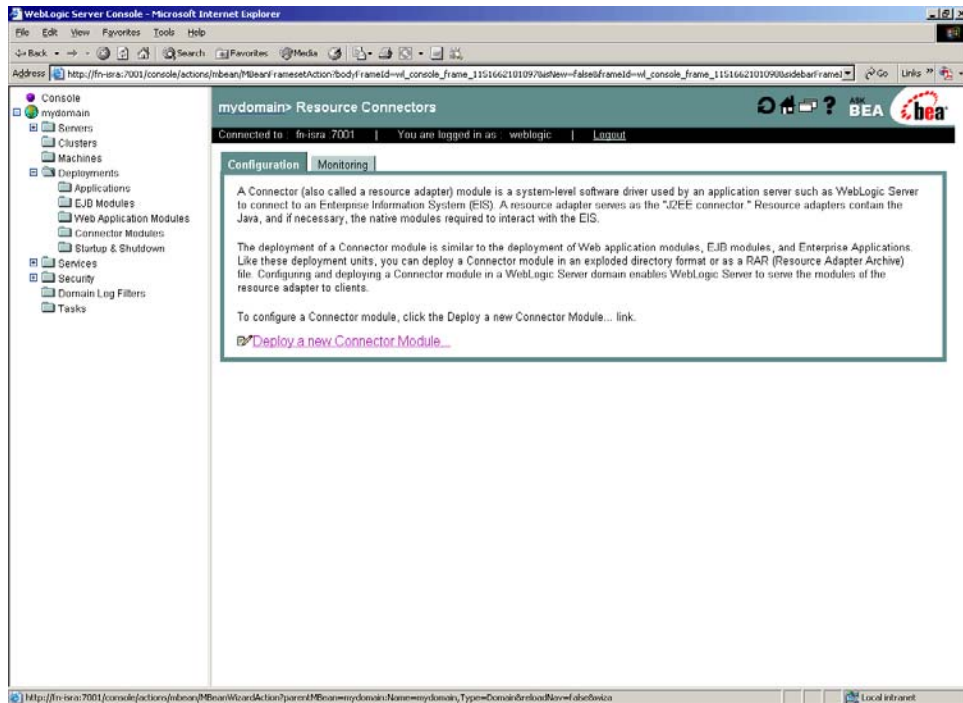 WebLogic Server Console - Microsoft Internet Explorer
File Edit View Favorites Tools Help
Back Search Favorites Media
Address http://fn-isra:7001/console/actions/mbean/MBeanFramesetAction?bodyFrameId=wl_console_frame_1151662101097&isNew=false&frameId=wl_console_frame_1151662101098&sidebarFrameI Go Links »
Console
mydomain
Servers
Clusters
Machines
Deployments
Applications
EJB Modules
Web Application Modules
Connector Modules
Startup & Shutdown
Services
Security
Domain Log Filters
Tasks
mydomain> Resource Connectors
? ASK BEA bea
Connected to : fn-isra :7001 | You are logged in as : weblogic | Logout
Configuration Monitoring
A Connector (also called a resource adapter) module is a system-level software driver used by an application server such as WebLogic Server
to connect to an Enterprise Information System (EIS). A resource adapter serves as the "J2EE connector." Resource adapters contain the
Java, and if necessary, the native modules required to interact with the EIS.
The deployment of a Connector module is similar to the deployment of Web application modules, EJB modules, and Enterprise Applications.
Like these deployment units, you can deploy a Connector module in an exploded directory format or as a RAR (Resource Adapter Archive)
file. Configuring and deploying a Connector module in a WebLogic Server domain enables WebLogic Server to serve the modules of the
resource adapter to clients.
To configure a Connector module, click the Deploy a new Connector Module... link.
Deploy a new Connector Module...
http://fn-isra:7001/console/actions/mbean/MBeanWizardAction?parentMBean=mydomain:Name=mydomain,Type=Domain&reloadNav=false&wiza
Local intranet